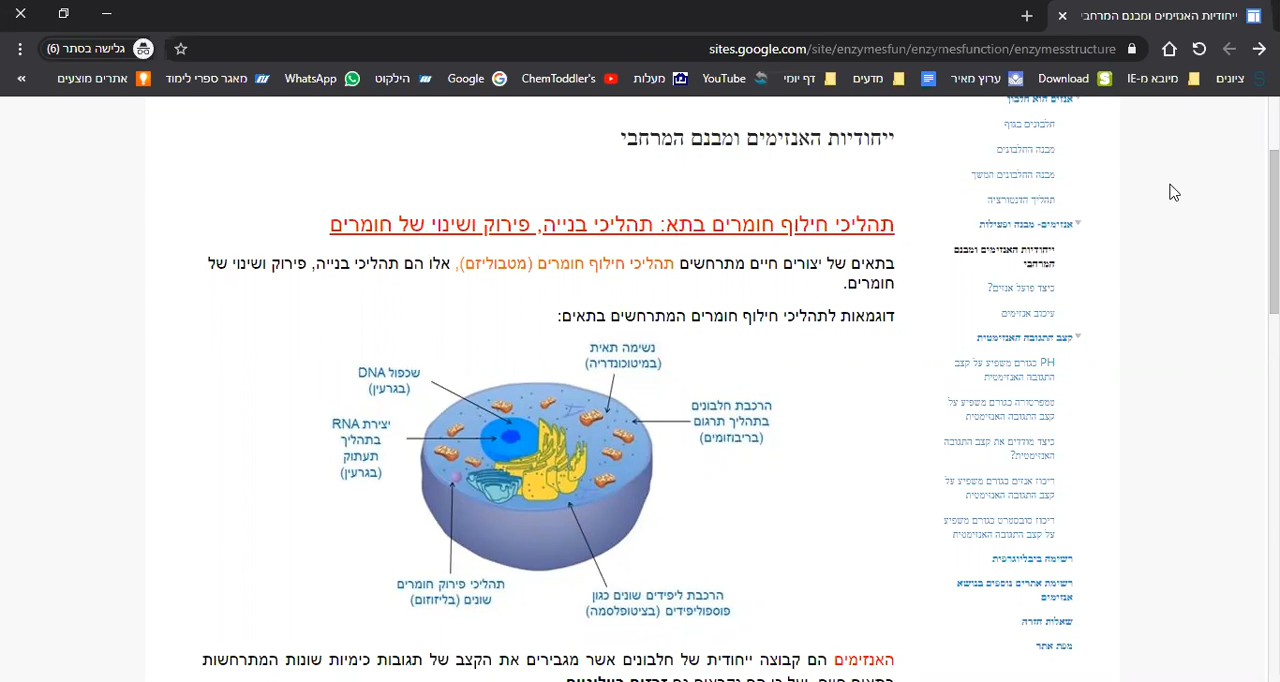 ייחודיות האנזימים ומבנם המרחבי
גלישה בסתר (6)
sites.google.com/site/enzymesfun/enzymesfunction/enzymesstructure
ציונים
מיובא מ-IE
Download
ערוץ מאיר
מדעים
דף יומי
YouTube
מעלות
ChemToddler's
Google
הילקוט
WhatsApp
מאגר ספרי לימוד
אתרים מוצעים
«
אנזים הוא חלבון
חלבונים בגוף
מבנה החלבונים
מבנה החלבונים המשך
תהליך הדנטורציה
אנזימים- מבנה ופעילות
ייחודיות האנזימים ומבנם
המרחבי
כיצד פועל אנזים?
עיכוב אנזימים
קצב התגובה האנזימטית
PH כגורם משפיע על קצב
התגובה האנזימטית
טמפרטורה כגורם משפיע על
קצב התגובה האנזימטית
כיצד מודדים את קצב התגובה
האנזימטית?
ריכוז אנזים כגורם משפיע על
קצב התגובה האנזימטית
ריכוז סובסטרט כגורם משפיע
על קצב התגובה האנזימטית
רשימה ביבליוגרפית
רשימת אתרים נוספים בנושא
אנזימים
שאלות חזרה
מפת אתר
ייחודיות האנזימים ומבנם המרחבי
תהליכי חילוף חומרים בתא: תהליכי בנייה, פירוק ושינוי של חומרים
בתאים של יצורים חיים מתרחשים תהליכי חילוף חומרים (מטבוליזם), אלו הם תהליכי בנייה, פירוק ושינוי של
חומרים.
דוגמאות לתהליכי חילוף חומרים המתרחשים בתאים:
נשימה תאית
(במיטוכונדריה)
שכפול DNA
(בגרעין)
הרכבת חלבונים
בתהליך תרגום
(בריבוזומים)
יצירת RNA
בתהליך
תעתוק
(בגרעין)
תהליכי פירוק חומרים
שונים (בליזוזום)
הרכבת ליפידים שונים כגון
פוספוליפידים (בציטופלסמה)
האנזימים הם קבוצה ייחודית של חלבונים אשר מגבירים את הקצב של תגובות כימיות שונות המתרחשות